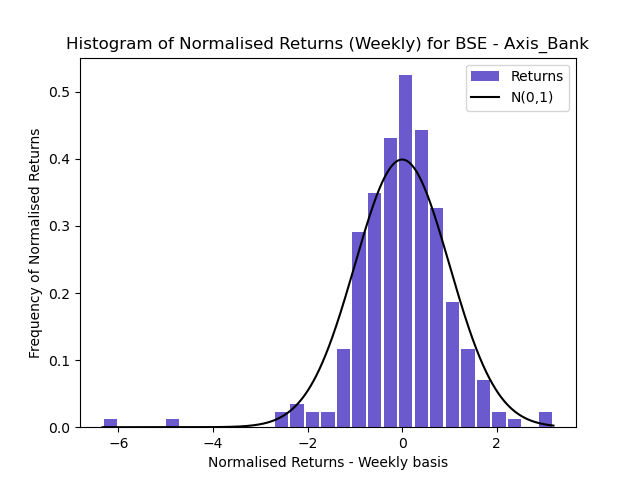 Histogram of Normalised Returns (Weekly) for BSE - Axis_Bank
Returns
N(0,1)
Frequency of Normalised Returns
0.5
0.4
0.3
0.2
0.1
0.0
−6 −4 −2 0 2
Normalised Returns - Weekly basis